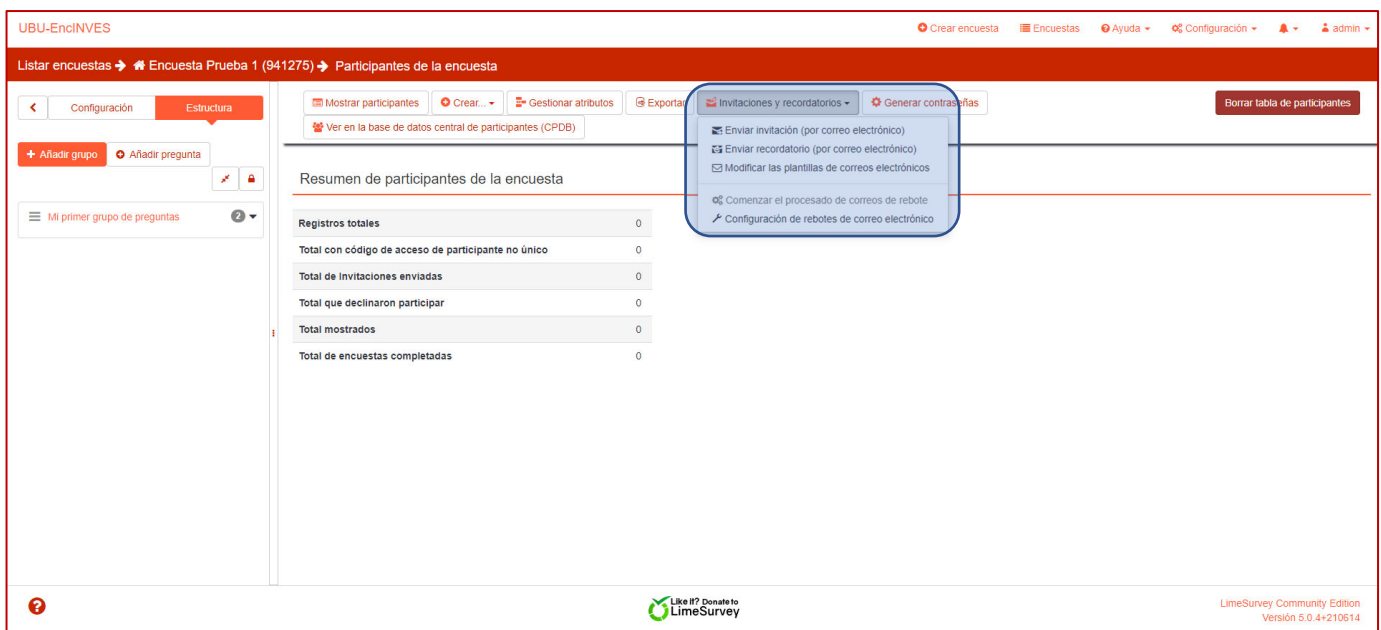 UBU-EncINVES
Crear encuesta Encuestas Ayuda Configuración admin
Listar encuestas Encuesta Prueba 1 (941275) Participantes de la encuesta
Configuración Estructura
Añadir grupo Añadir pregunta
Mi primer grupo de preguntas 2
Mostrar participantes Crear... Gestionar atributos Exportar Invitaciones y recordatorios Generar contraseñas Borrar tabla de participantes
Ver en la base de datos central de participantes (CPDB)
Enviar invitación (por correo electrónico)
Enviar recordatorio (por correo electrónico)
Modificar las plantillas de correos electrónicos
Comenzar el procesado de correos de rebote
Configuración de rebotes de correo electrónico
Resumen de participantes de la encuesta
Registros totales 0
Total con código de acceso de participante no único 0
Total de Invitaciones enviadas 0
Total que declinaron participar 0
Total mostrados 0
Total de encuestas completadas 0
Like it? Donate to
LimeSurvey
LimeSurvey Community Edition
Versión 5.0.4+210614